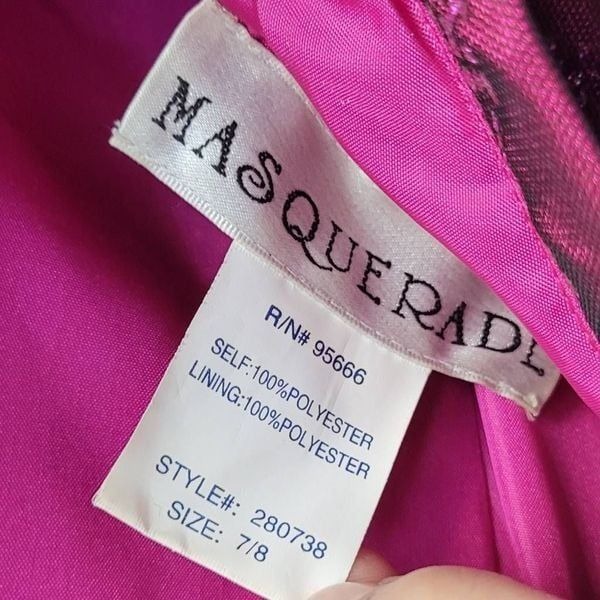 MASQUERADE
R/N# 95666
SELF:100%POLYESTER
LINING:100%POLYESTER
STYLE#: 280738
SIZE: 7/8